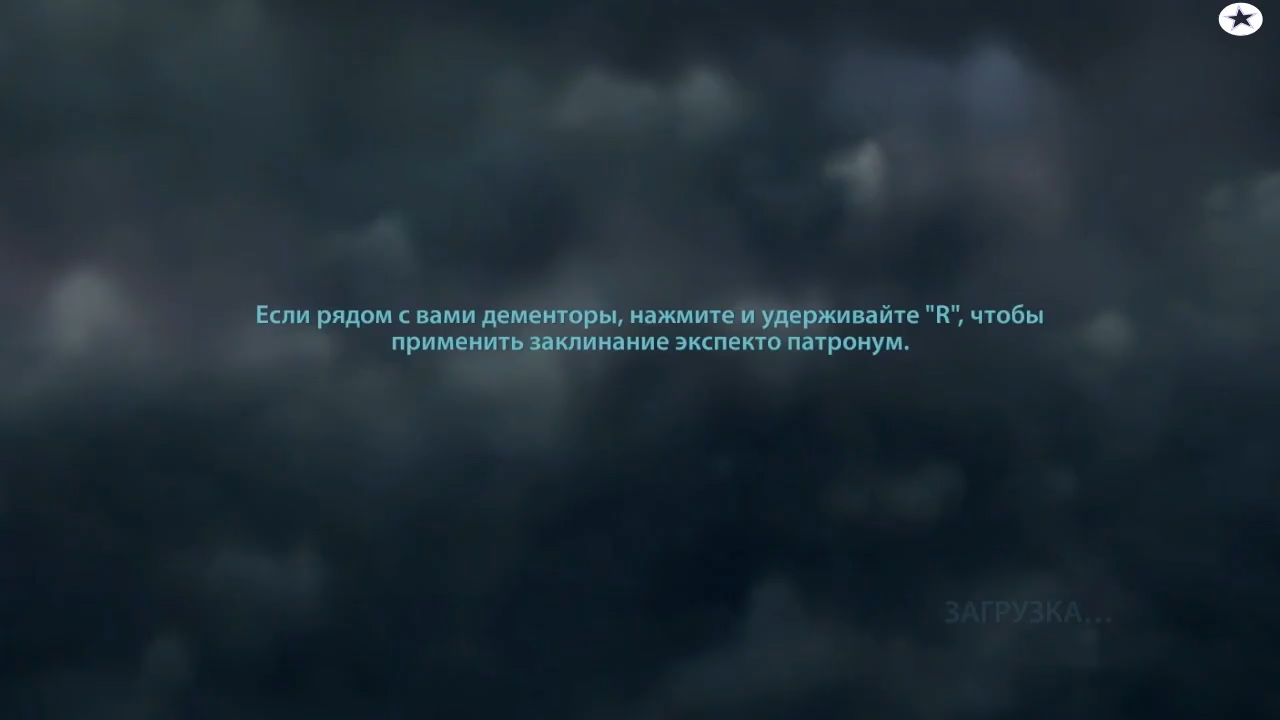 Если рядом с вами дементоры, нажмите и удерживайте "R", чтобы
применить заклинание экспекто патронум.
ЗАГРУЗКА...